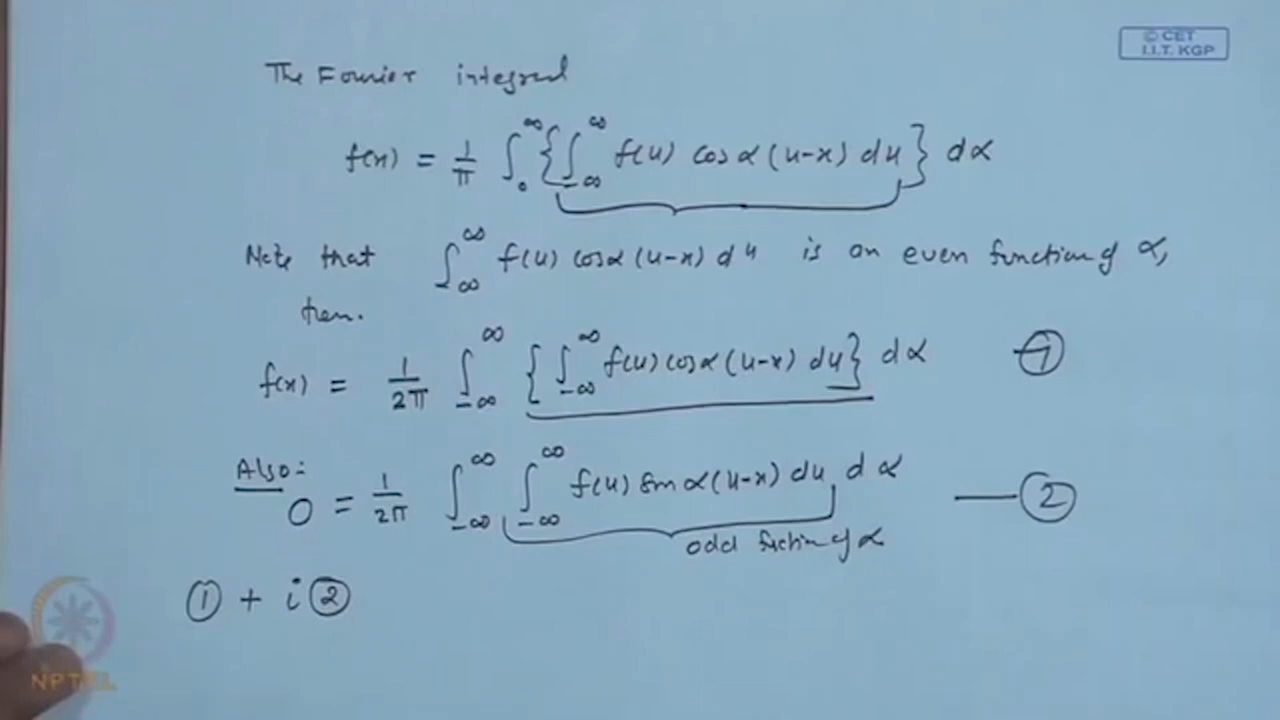 © CET
I.I.T. KGP
The Fourier integral
f(x) = 1/π ∫_0^∞ { ∫_{-∞}^∞ f(u) cos α (u-x) du } dα
Note that ∫_{-∞}^∞ f(u) cosα (u-x) du is an even function of α,
then.
f(x) = 1/2π ∫_{-∞}^∞ { ∫_{-∞}^∞ f(u) cos α (u-x) du } dα — ①
Also:-
0 = 1/2π ∫_{-∞}^∞ ∫_{-∞}^∞ f(u) sin α (u-x) du dα — ②
odd function of α
① + i ②
NPTEL